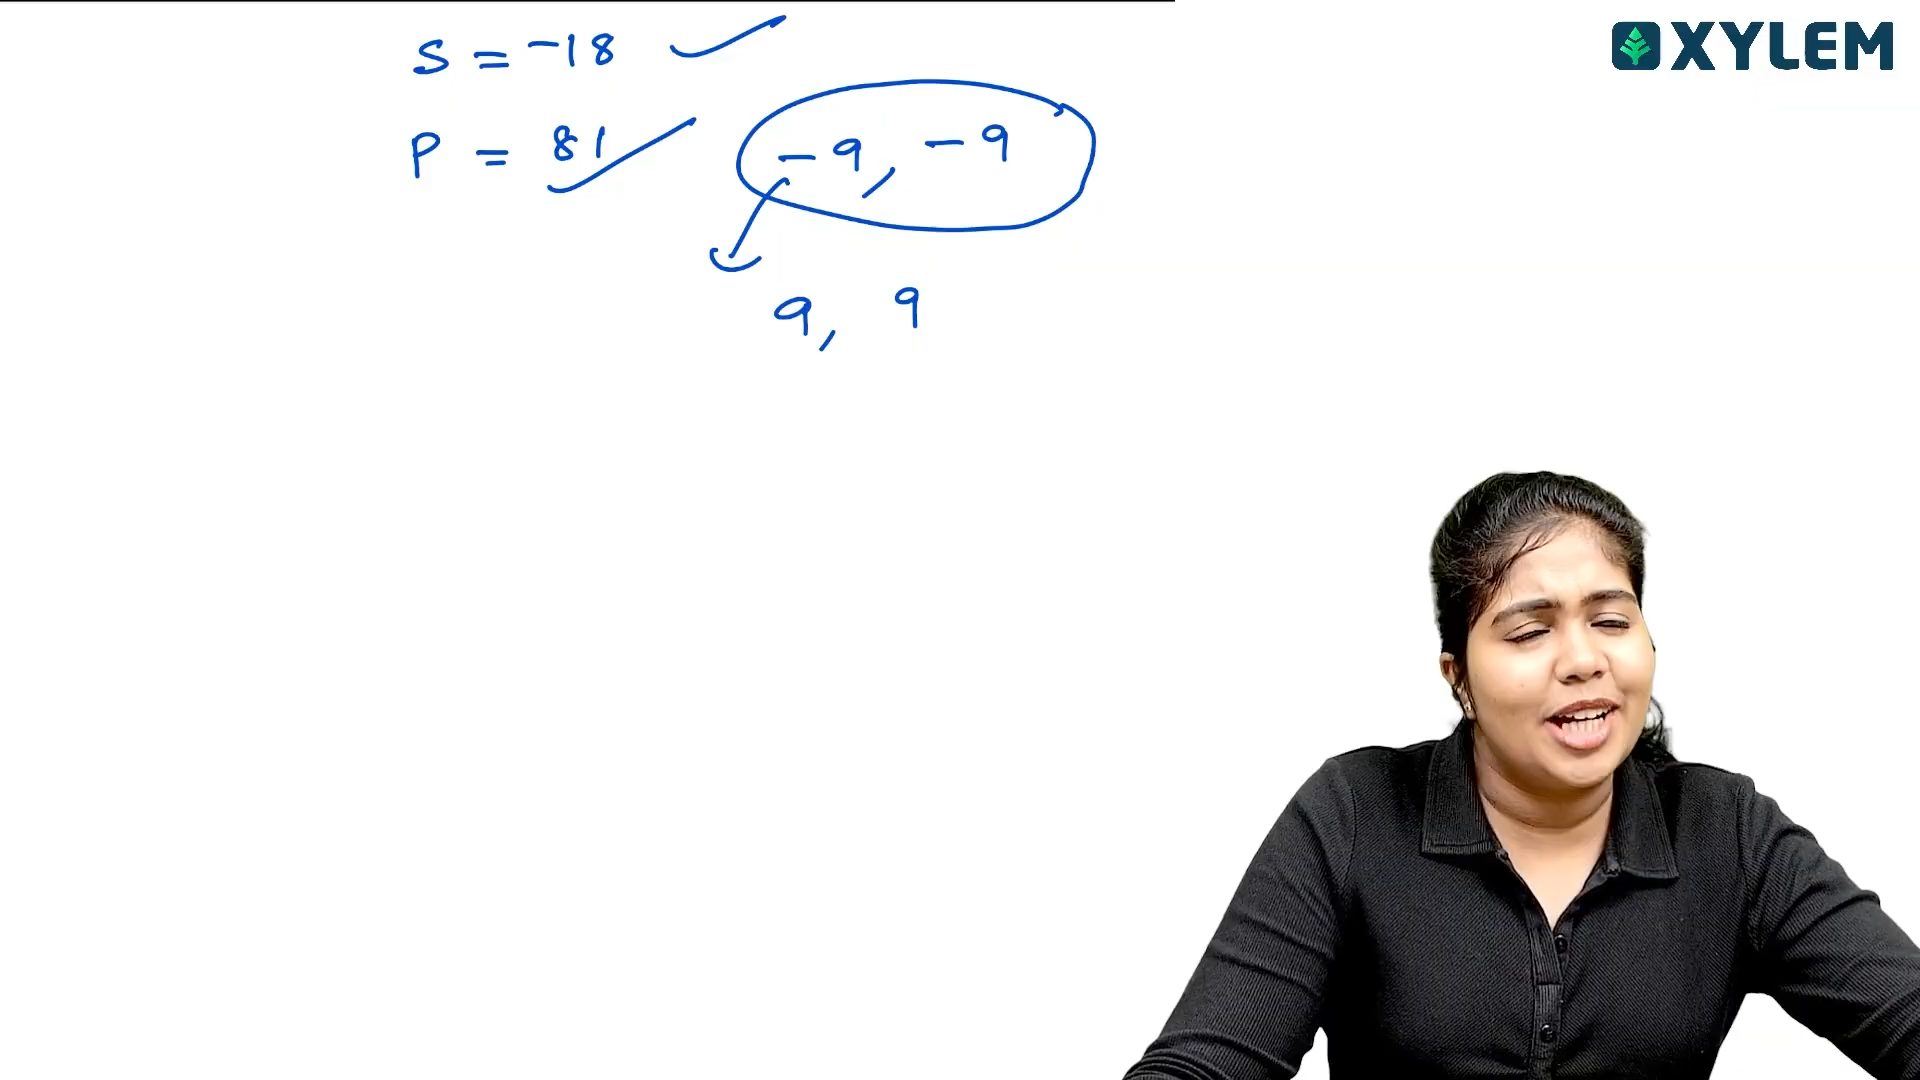 XYLEM
S = -18
P = 81
-9, -9
9, 9